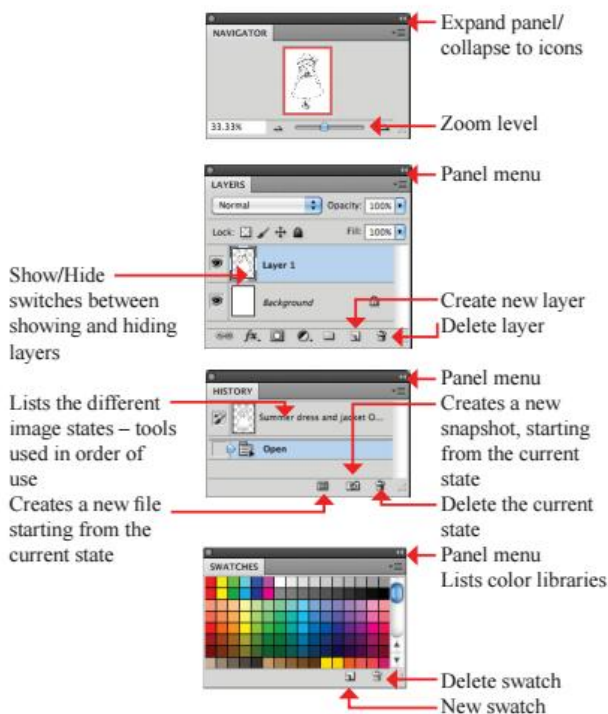 Expand panel/
collapse to icons
NAVIGATOR
33.33%
Zoom level
Panel menu
LAYERS
Normal
Opacity: 100%
Lock:
Fill: 100%
Layer 1
Show/Hide
switches between
showing and hiding
layers
Background
Create new layer
Delete layer
fx.
Panel menu
HISTORY
Lists the different
image states – tools
used in order of
use
Summer dress and jacket O...
Creates a new
snapshot, starting
from the current
state
Open
Creates a new file
starting from the
current state
Delete the current
state
Panel menu
Lists color libraries
SWATCHES
Delete swatch
New swatch